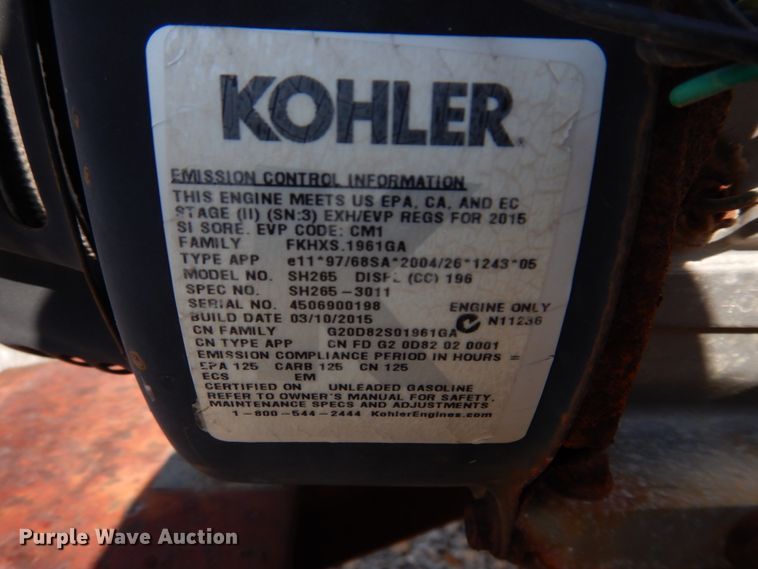 KOHLER.
EMISSION CONTROL INFORMATION
THIS ENGINE MEETS US EPA, CA, AND EC
STAGE (II) (SN:3) EXH/EVP REGS FOR 2015
SI SORE. EVP CODE: CM1
FAMILY FKHXS.1961GA
TYPE APP e11*97/68SA*2004/26*1243*05
MODEL NO. SH265 DISPL (CC) 196
SPEC NO. SH265-3011
SERIAL NO. 4506900198 ENGINE ONLY
BUILD DATE 03/10/2015 N11236
CN FAMILY G20D82S01961GA
CN TYPE APP CN FD G2 0D82 02 0001
EMISSION COMPLIANCE PERIOD IN HOURS =
EPA 125 CARB 125 CN 125
ECS EM
CERTIFIED ON UNLEADED GASOLINE
REFER TO OWNER'S MANUAL FOR SAFETY,
MAINTENANCE SPECS AND ADJUSTMENTS
1-800-544-2444 KohlerEngines.com
Purple Wave Auction